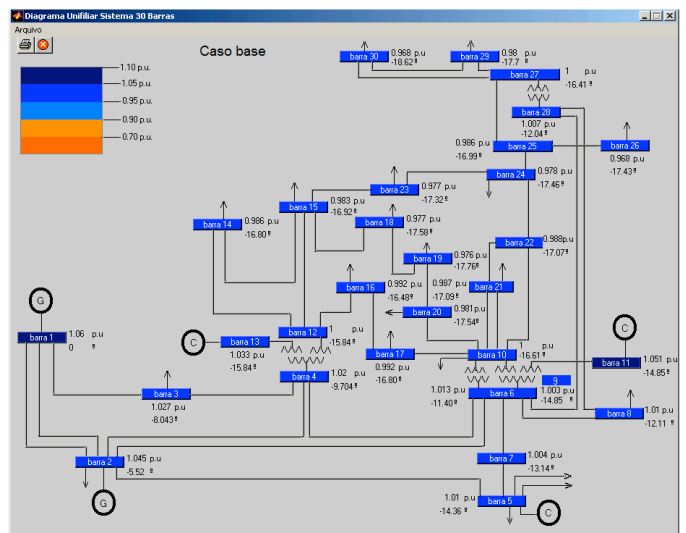 Diagrama Unifiliar Sistema 30 Barras
Arquivo
Caso base
1.10 p.u.
1.05 p.u.
0.95 p.u.
0.90 p.u.
0.70 p.u.
barra 30
0.968 p.u
-18.62 º
barra 29
0.98 p.u
-17.7 º
barra 27
1 p.u
-16.41 º
barra 28
1.007 p.u
-12.04 º
0.986 p.u
-16.99 º
barra 25
barra 26
0.968 p.u
-17.43 º
barra 24
0.978 p.u
-17.46 º
barra 23
0.977 p.u
-17.32 º
barra 15
0.983 p.u
-16.92 º
barra 14
0.986 p.u
-16.80 º
barra 18
0.977 p.u
-17.58 º
barra 19
0.976 p.u
-17.76 º
barra 22
0.988 p.u
-17.07 º
barra 16
0.992 p.u
-16.48 º
0.987 p.u
-17.09 º
barra 21
barra 20
0.981 p.u
-17.54 º
G
barra 1
1.06 p.u
0 º
C
barra 13
1.033 p.u
-15.84 º
barra 12
1 p.u
-15.84 º
barra 17
0.992 p.u
-16.80 º
barra 10
1 p.u
-16.61 º
C
barra 11
1.051 p.u
-14.85 º
barra 4
1.02 p.u
-9.704 º
9
1.003 p.u
-14.85 º
barra 3
1.027 p.u
-8.043 º
1.013 p.u
-11.40 º
barra 6
barra 8
1.01 p.u
-12.11 º
barra 2
1.045 p.u
-5.52 º
G
barra 7
1.004 p.u
-13.14 º
1.01 p.u
-14.36 º
barra 5
C